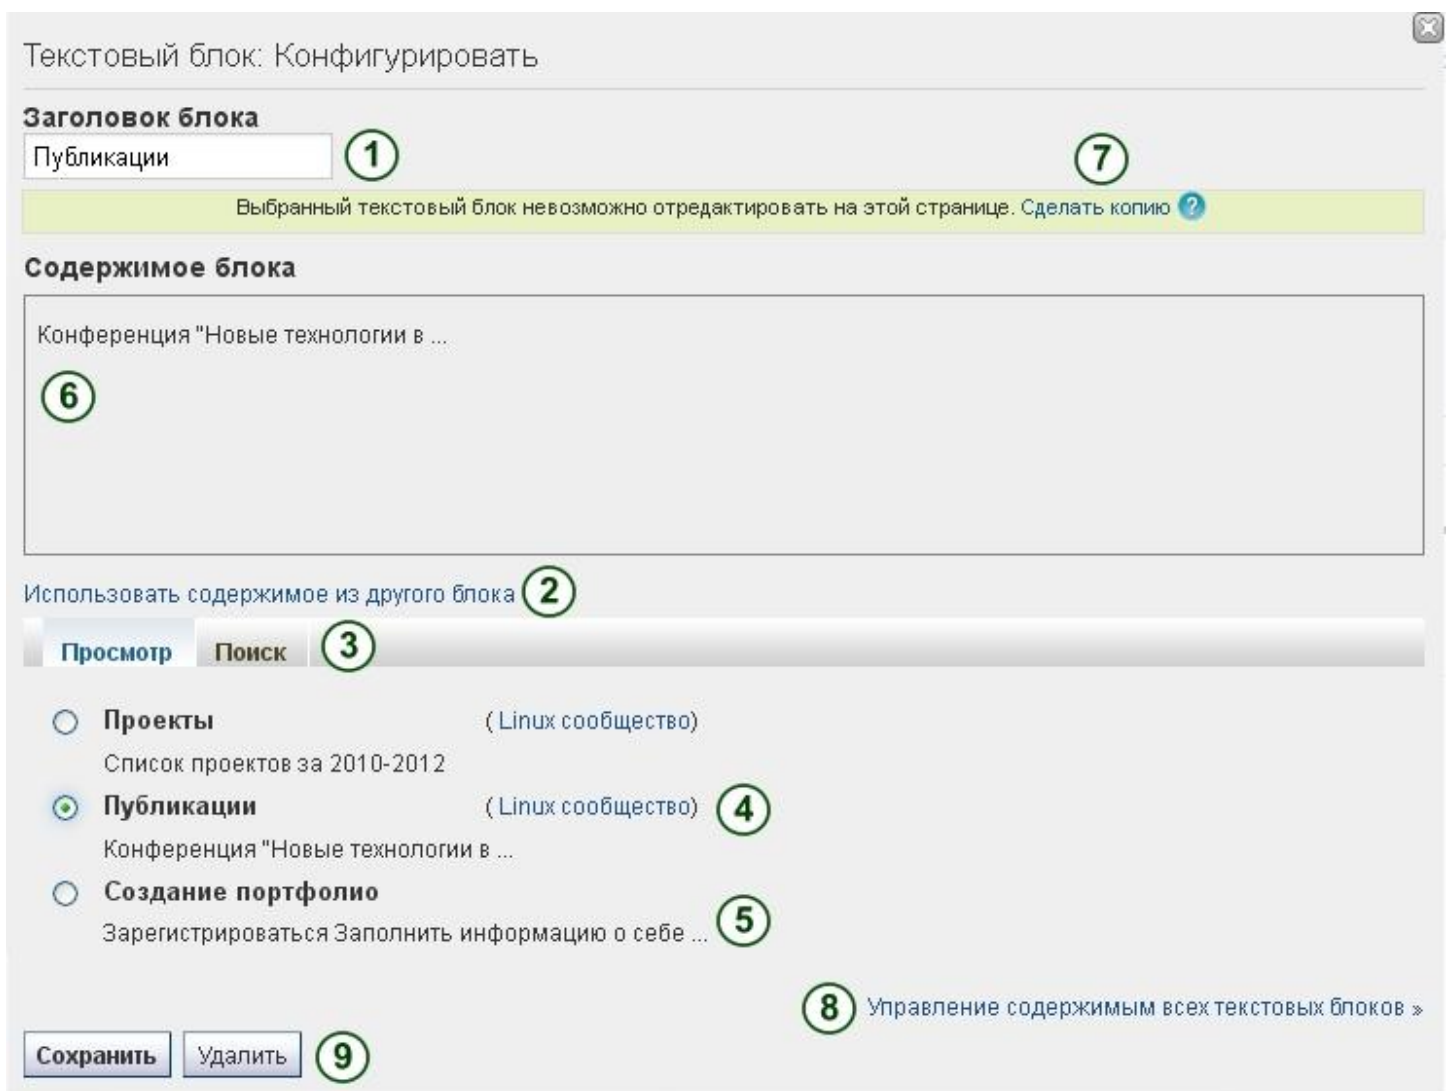 Текстовый блок: Конфигурировать
Заголовок блока
Публикации 1
7
Выбранный текстовый блок невозможно отредактировать на этой странице. Сделать копию ?
Содержимое блока
Конференция "Новые технологии в ...
6
Использовать содержимое из другого блока 2
Просмотр Поиск 3
Проекты ( Linux сообщество)
Список проектов за 2010-2012
Публикации ( Linux сообщество) 4
Конференция "Новые технологии в ...
Создание портфолио
Зарегистрироваться Заполнить информацию о себе ... 5
8 Управление содержимым всех текстовых блоков »
Сохранить Удалить 9